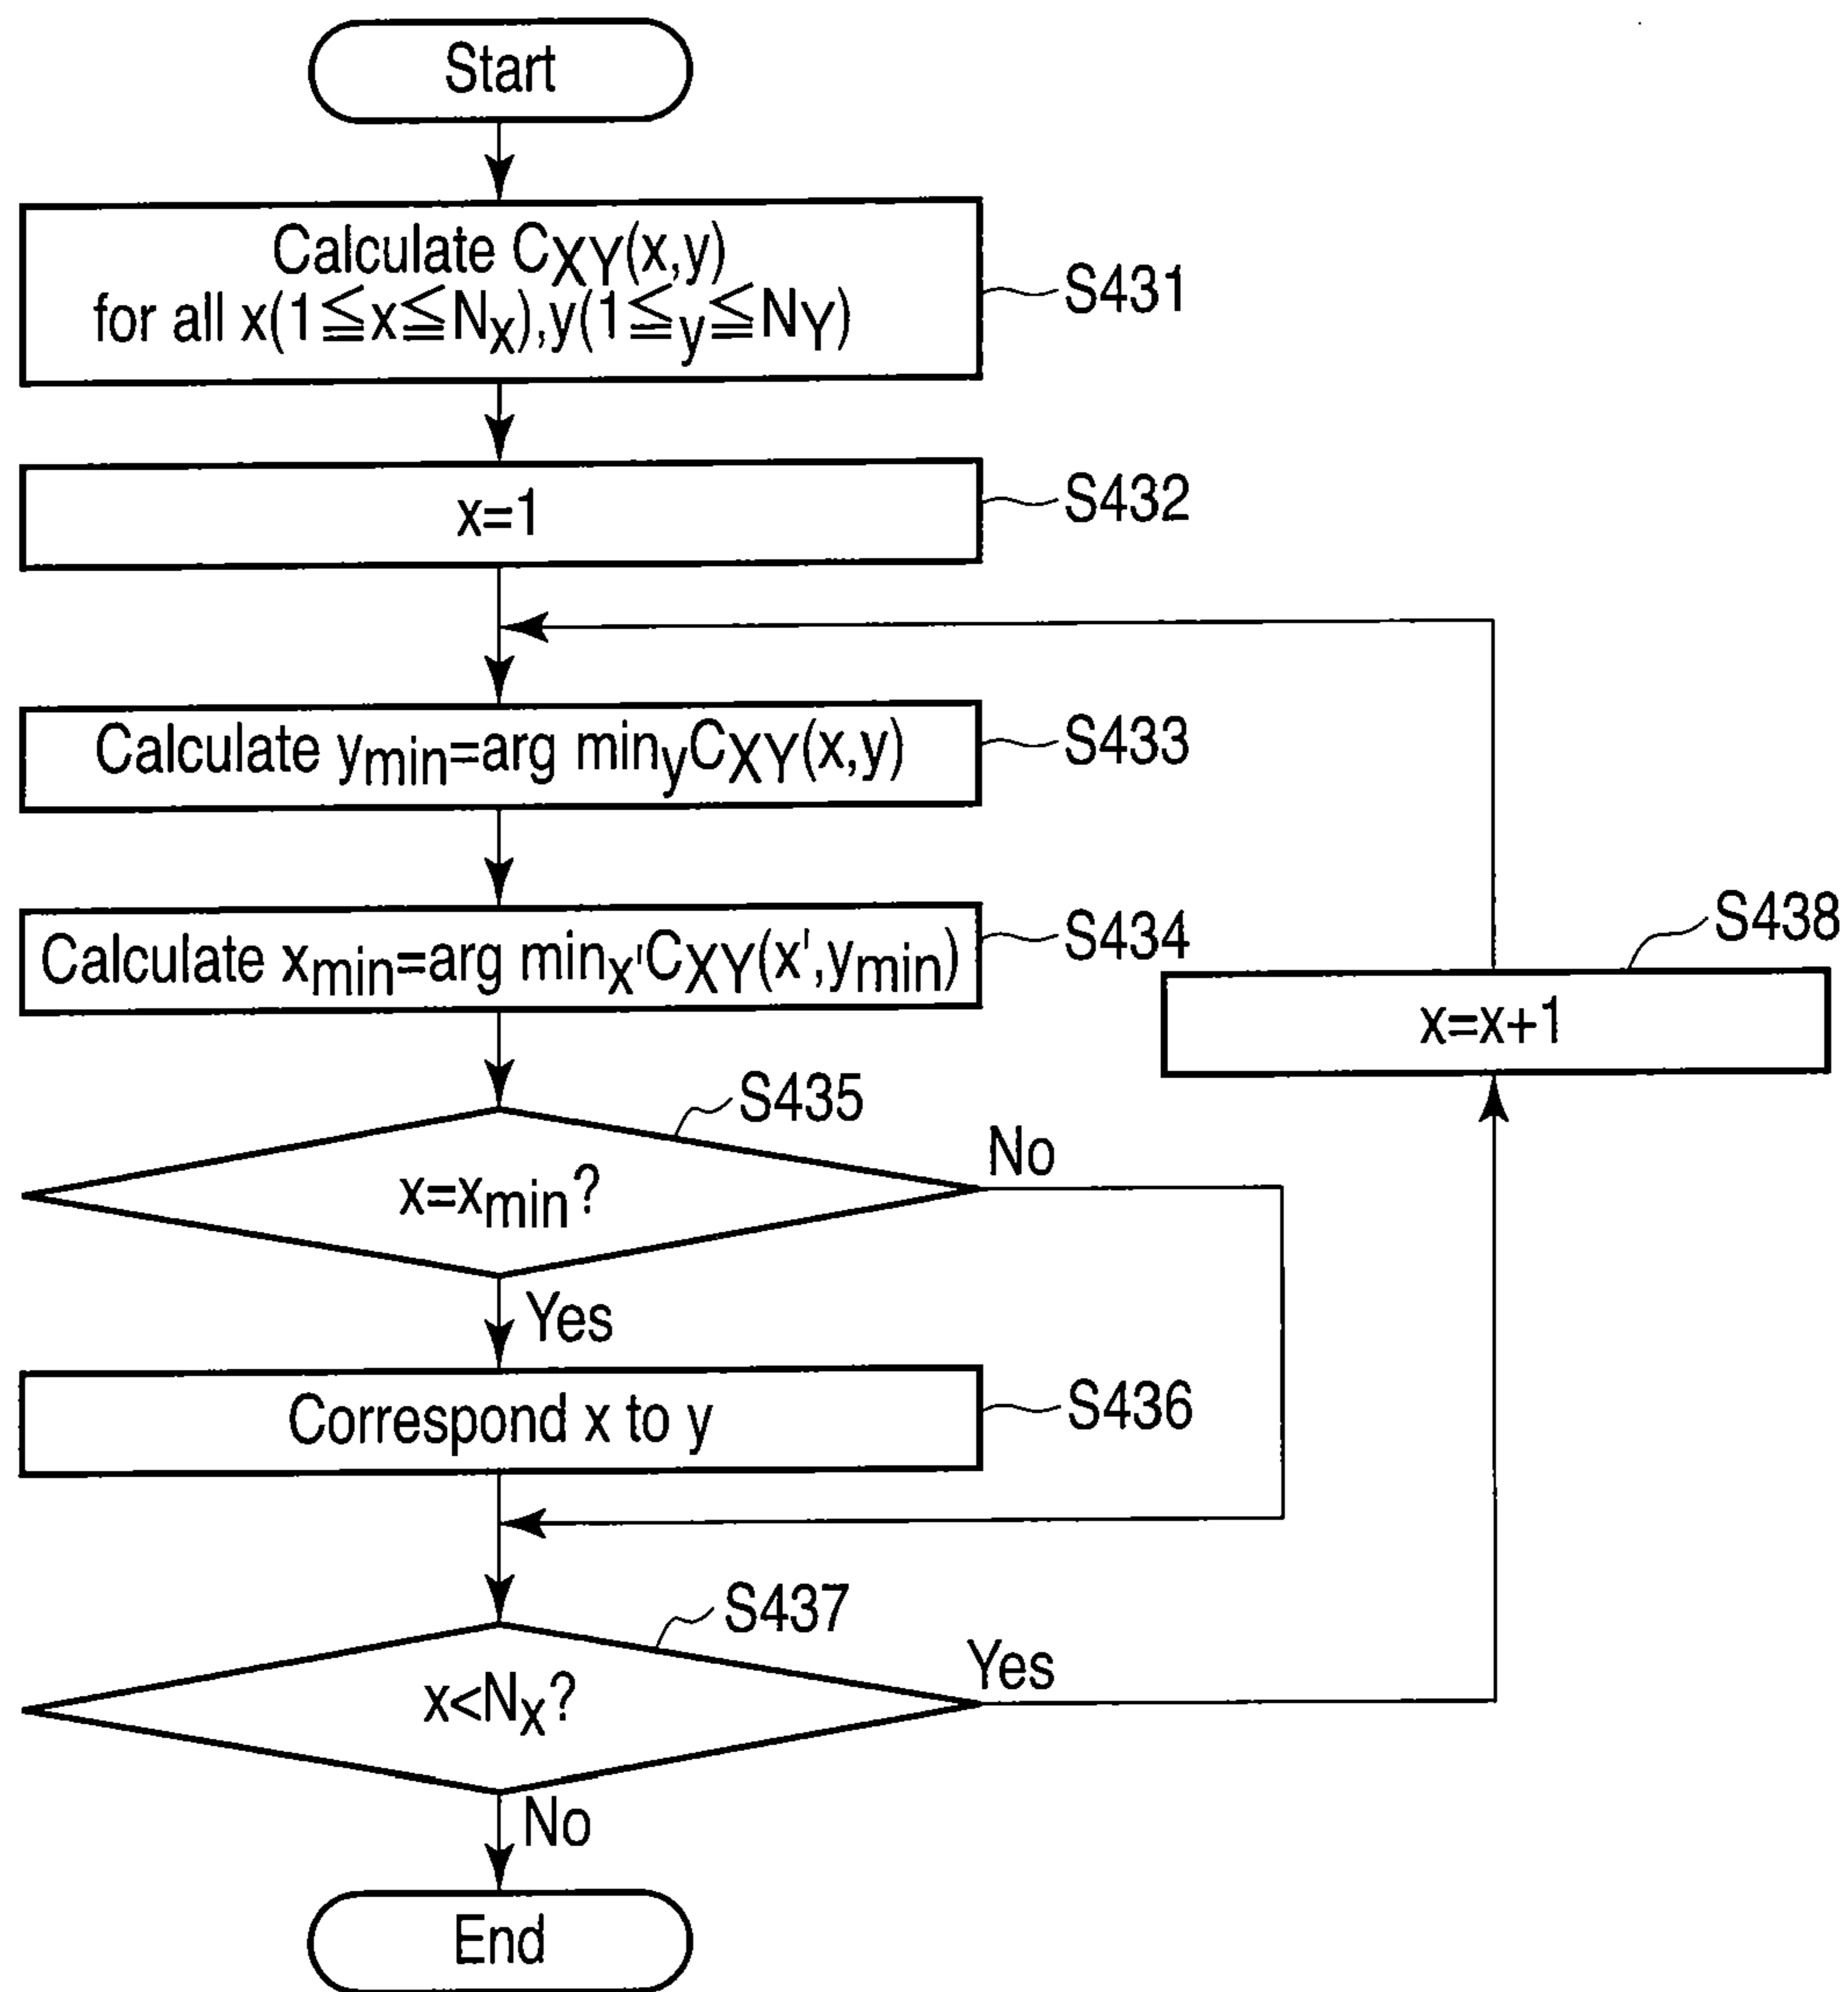 Start
Calculate CXY(x,y)
for all x(1≦x≦Nx),y(1≦y≦NY)
S431
x=1
S432
Calculate ymin=arg minyCXY(x,y)
S433
Calculate xmin=arg minx'CXY(x',ymin)
S434
S438
x=x+1
S435
x=xmin?
No
Yes
Correspond x to y
S436
S437
x<Nx?
Yes
No
End